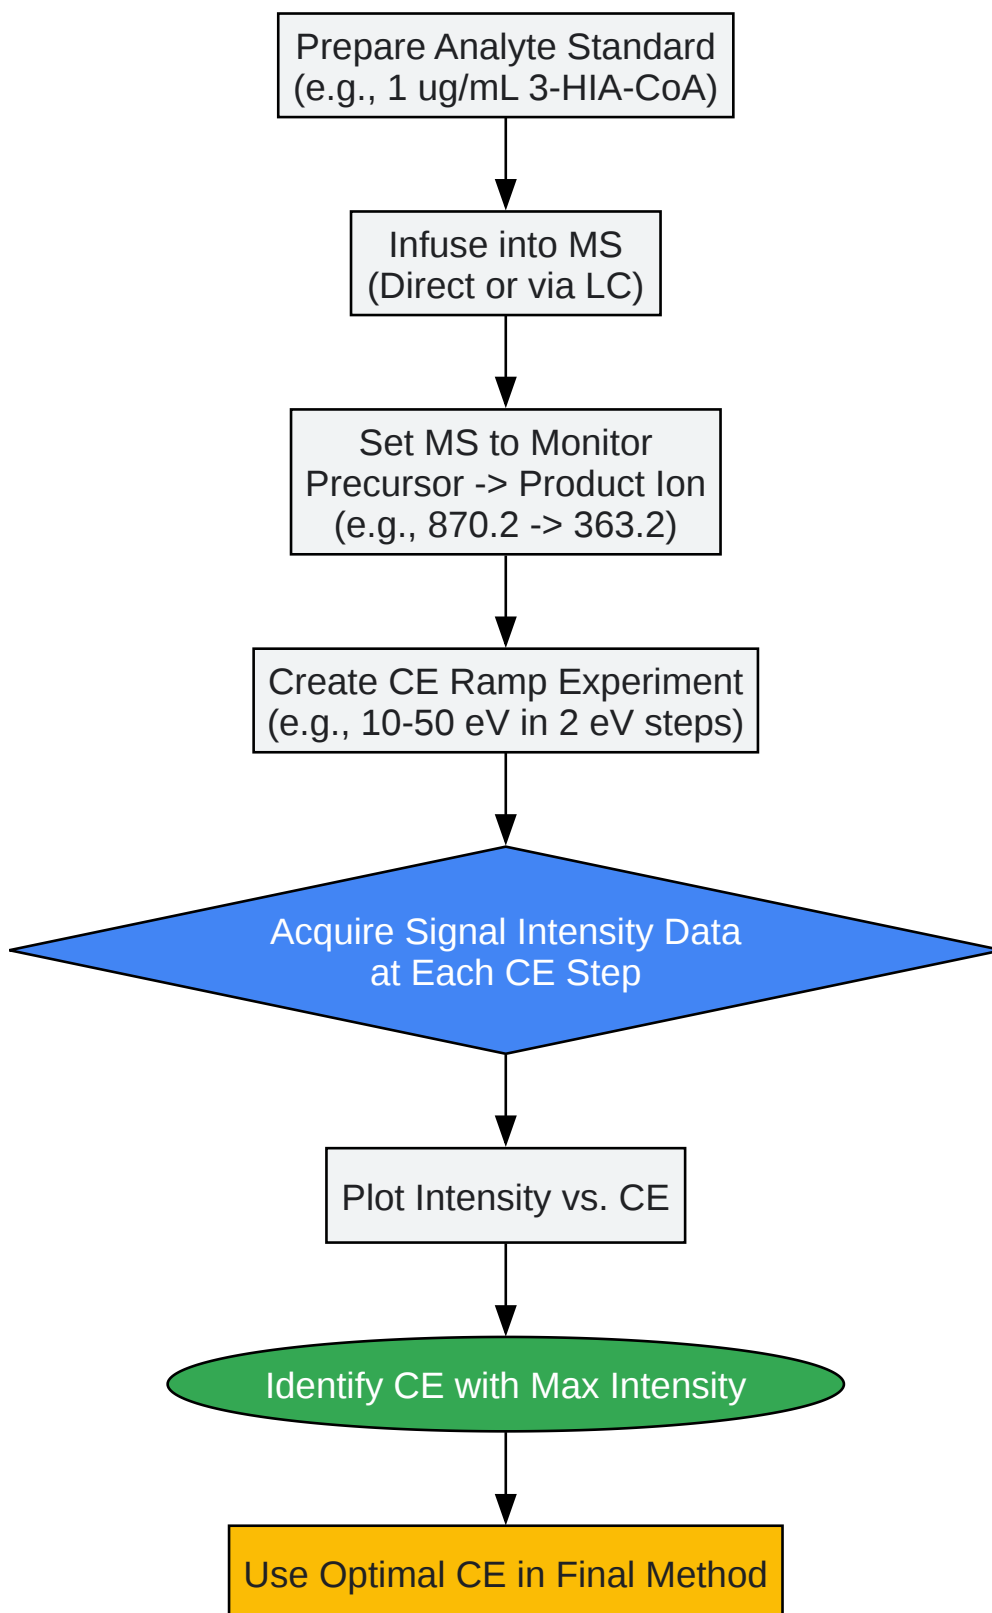 Prepare Analyte Standard
(e.g., 1 ug/mL 3-HIA-CoA)
Infuse into MS
(Direct or via LC)
Set MS to Monitor
Precursor -> Product Ion
(e.g., 870.2 -> 363.2)
Create CE Ramp Experiment
(e.g., 10-50 eV in 2 eV steps)
Acquire Signal Intensity Data
at Each CE Step
Plot Intensity vs. CE
Identify CE with Max Intensity
Use Optimal CE in Final Method